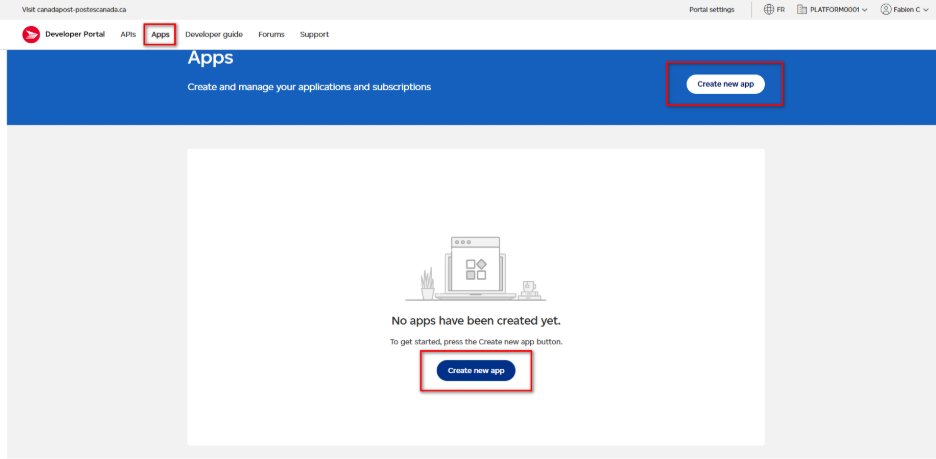 Visit canadapost-postescanada.ca Portal settings FR PLATFORM0001 Fabien C
Developer Portal APIs Apps Developer guide Forums Support
Apps
Create and manage your applications and subscriptions
Create new app
No apps have been created yet.
To get started, press the Create new app button.
Create new app